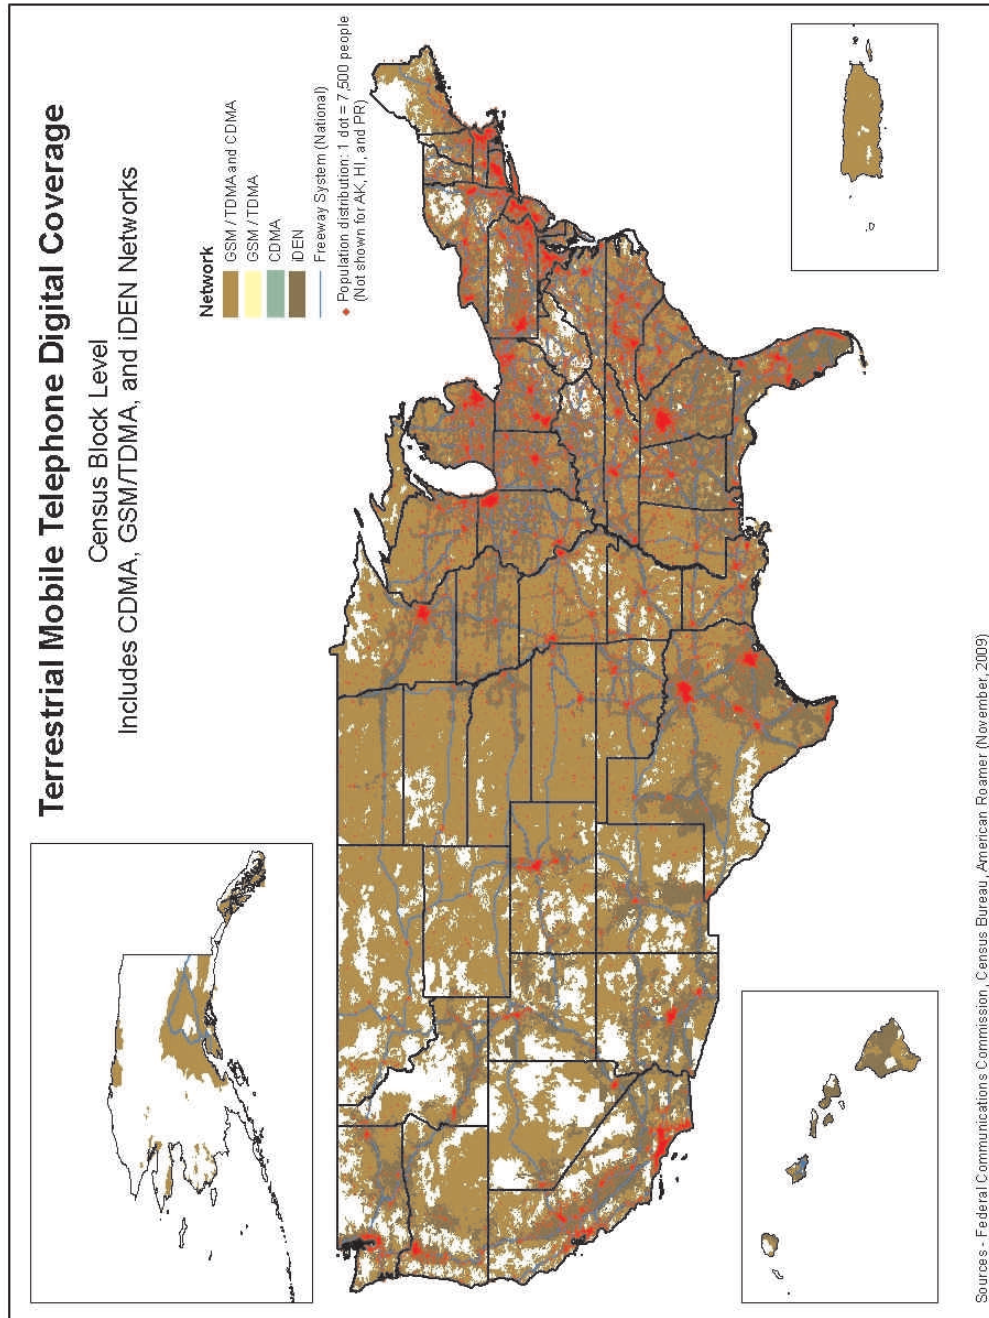 Terrestrial Mobile Telephone Digital Coverage
Census Block Level
Includes CDMA, GSM/TDMA, and iDEN Networks
Network
GSM / TDMA and CDMA
GSM / TDMA
CDMA
iDEN
Freeway System (National)
Population distribution: 1 dot = 7,500 people
(Not shown for AK, HI, and PR)
Sources - Federal Communications Commission, Census Bureau, American Roamer (November, 2009)